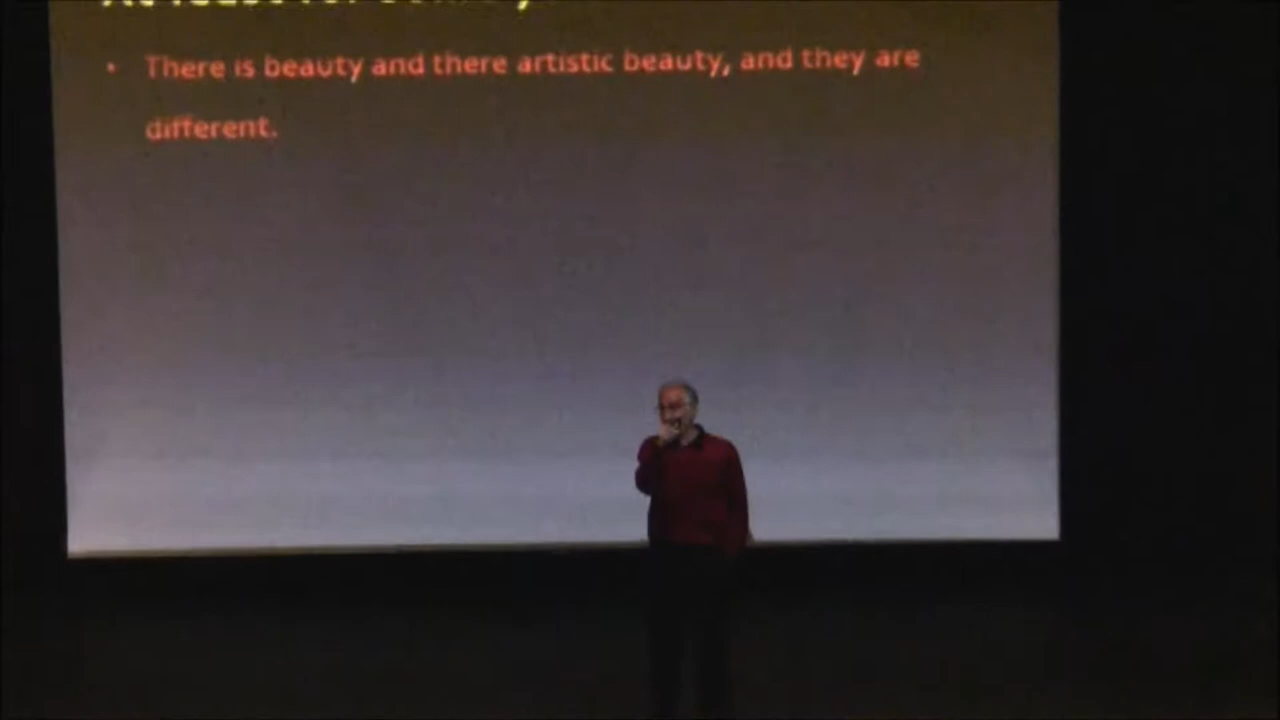 • There is beauty and there artistic beauty, and they are
different.